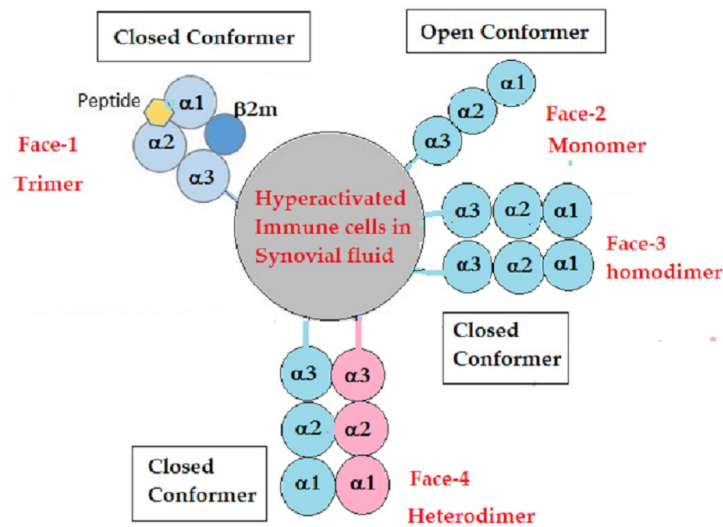 Closed Conformer
Open Conformer
Peptide
α1
β2m
α2
α3
Face-1
Trimer
α1
α2
α3
Face-2
Monomer
Hyperactivated
Immune cells in
Synovial fluid
α3 α2 α1
α3 α2 α1
Face-3
homodimer
Closed
Conformer
α3 α3
α2 α2
α1 α1
Closed
Conformer
Face-4
Heterodimer